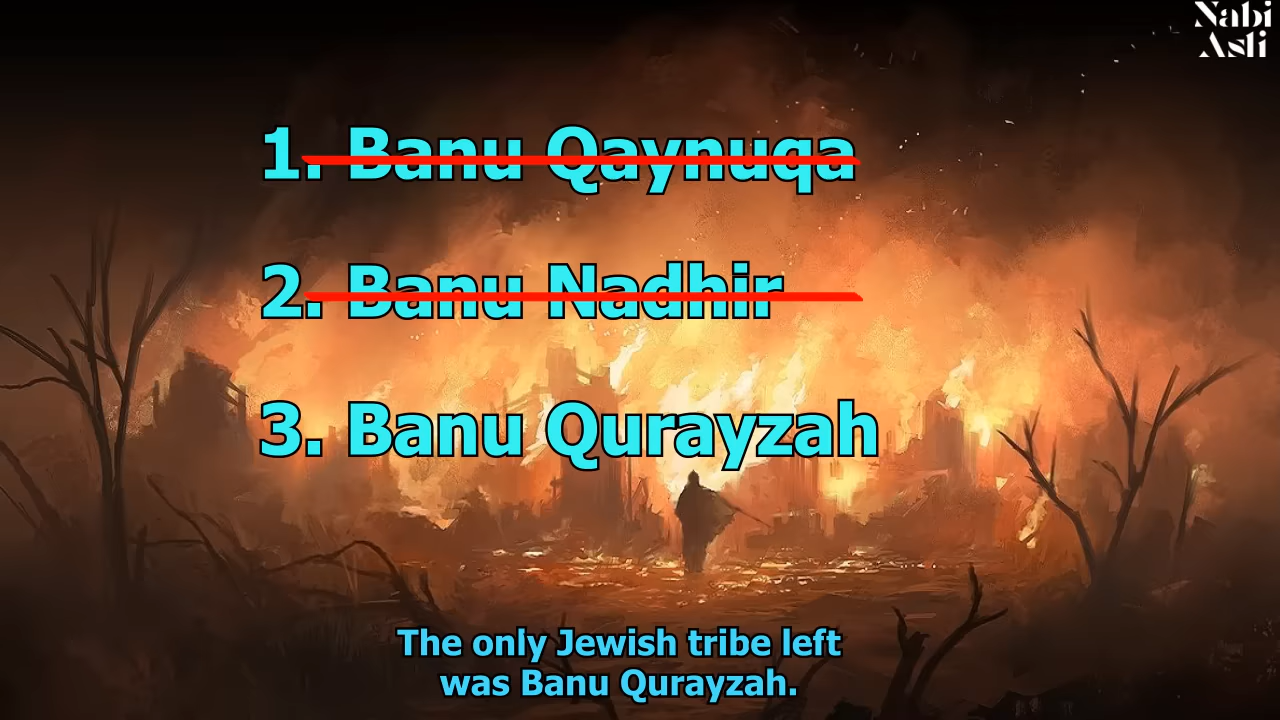 Nabi
Asli
1. Banu Qaynuqa
2. Banu Nadhir
3. Banu Qurayzah
The only Jewish tribe left
was Banu Qurayzah.